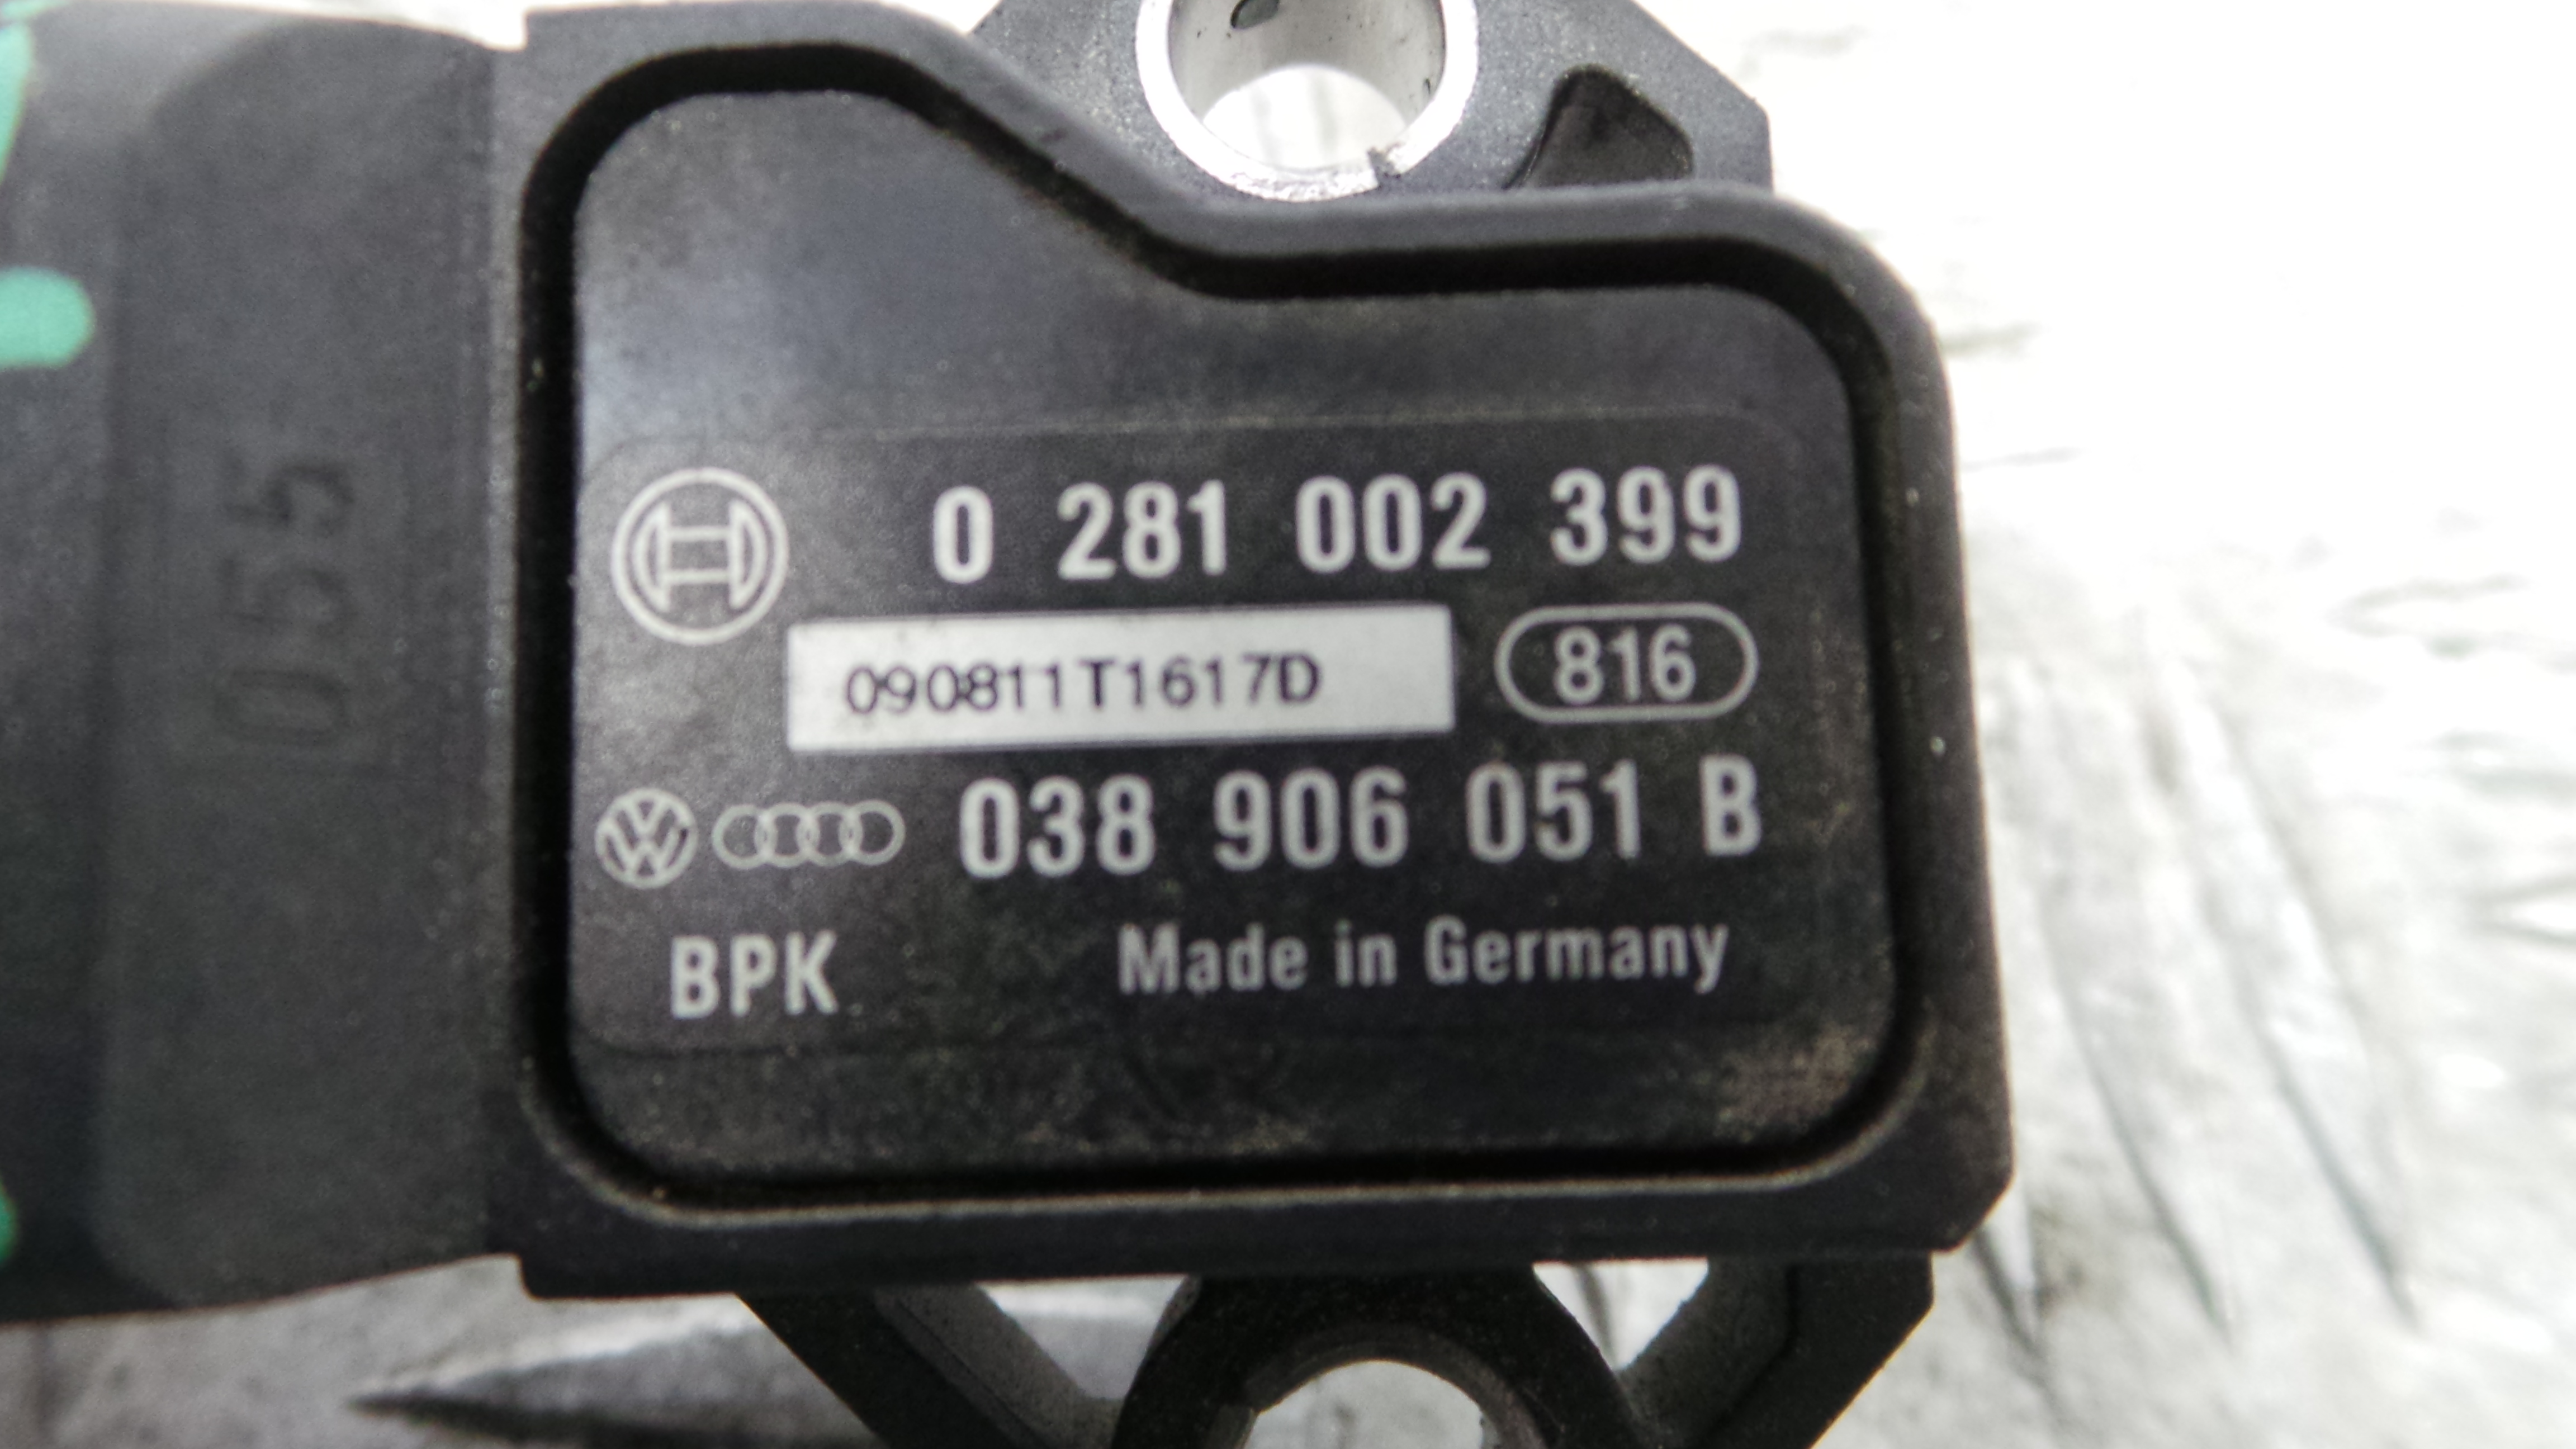 055
0 281 002 399
090811T1617D 816
038 906 051 B
BPK Made in Germany